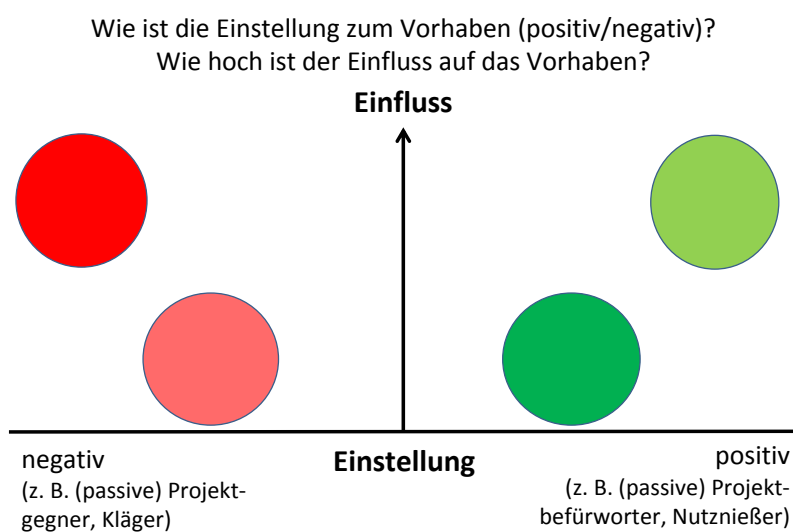 Wie ist die Einstellung zum Vorhaben (positiv/negativ)?
Wie hoch ist der Einfluss auf das Vorhaben?
Einfluss
negativ
(z. B. (passive) Projekt-
gegner, Kläger)
Einstellung
positiv
(z. B. (passive) Projekt-
befürworter, Nutznießer)